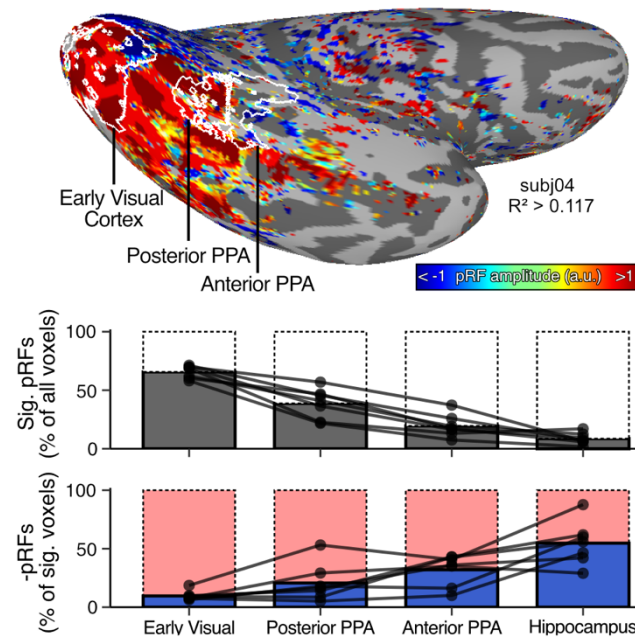 Early Visual
Cortex
Posterior PPA
Anterior PPA
subj04
R² > 0.117
< -1 pRF amplitude (a.u.) >1
Sig. pRFs
(% of all voxels)
100
50
0
-pRFs
(% of sig. voxels)
100
50
0
Early Visual Posterior PPA Anterior PPA Hippocampus